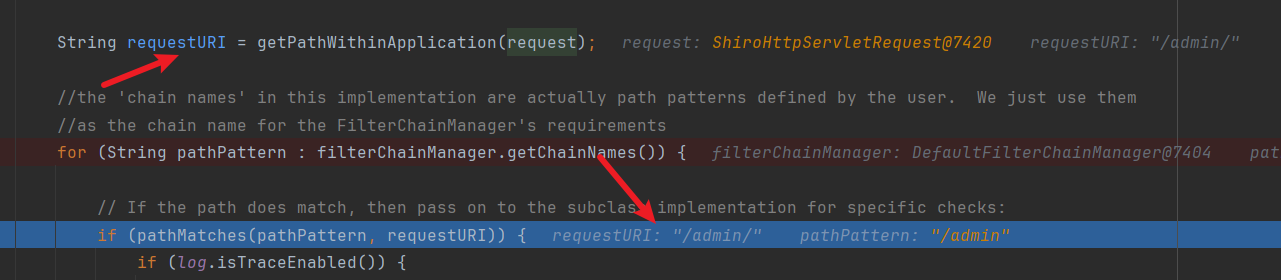 String requestURI = getPathWithinApplication(request); request: ShiroHttpServletRequest@7420 requestURI: "/admin/"
//the 'chain names' in this implementation are actually path patterns defined by the user. We just use them
//as the chain name for the FilterChainManager's requirements
for (String pathPattern : filterChainManager.getChainNames()) { filterChainManager: DefaultFilterChainManager@7404 pat
// If the path does match, then pass on to the subclass implementation for specific checks:
if (pathMatches(pathPattern, requestURI)) { requestURI: "/admin/" pathPattern: "/admin"
if (log.isTraceEnabled()) {